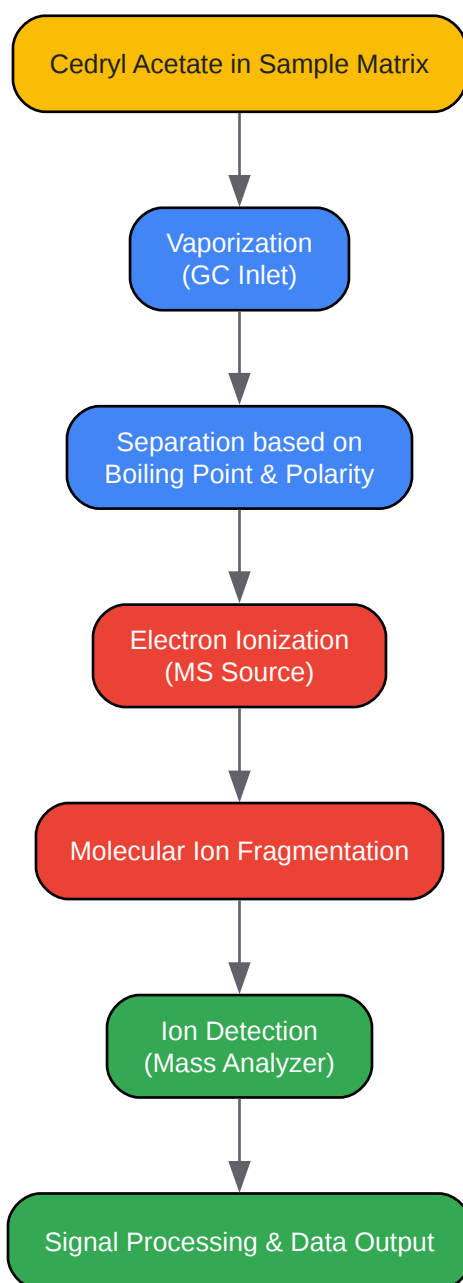 Cedryl Acetate in Sample Matrix
Vaporization
(GC Inlet)
Separation based on
Boiling Point & Polarity
Electron Ionization
(MS Source)
Molecular Ion Fragmentation
Ion Detection
(Mass Analyzer)
Signal Processing & Data Output